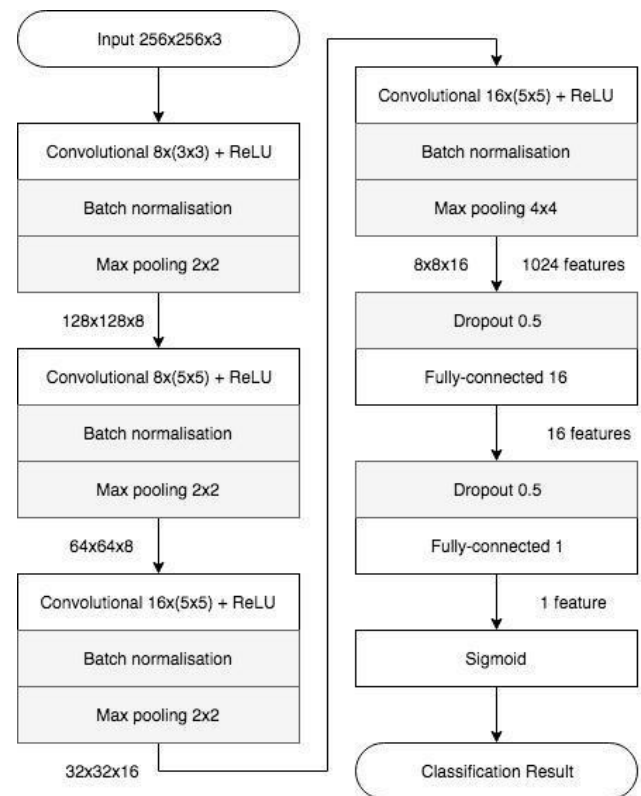 Input 256x256x3
Convolutional 8x(3x3) + ReLU
Batch normalisation
Max pooling 2x2
128x128x8
Convolutional 8x(5x5) + ReLU
Batch normalisation
Max pooling 2x2
64x64x8
Convolutional 16x(5x5) + ReLU
Batch normalisation
Max pooling 2x2
32x32x16
Convolutional 16x(5x5) + ReLU
Batch normalisation
Max pooling 4x4
8x8x16 1024 features
Dropout 0.5
Fully-connected 16
16 features
Dropout 0.5
Fully-connected 1
1 feature
Sigmoid
Classification Result